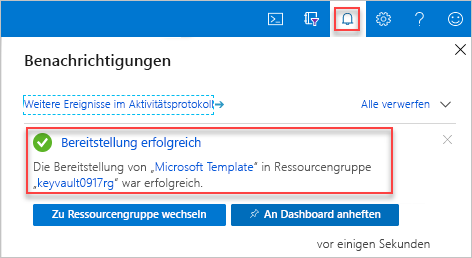 Benachrichtigungen
Weitere Ereignisse im Aktivitätsprotokoll
Alle verwerfen
Bereitstellung erfolgreich
Die Bereitstellung von „Microsoft Template“ in Ressourcengruppe
„keyvault0917rg“ war erfolgreich.
Zu Ressourcengruppe wechseln
An Dashboard anheften
vor einigen Sekunden